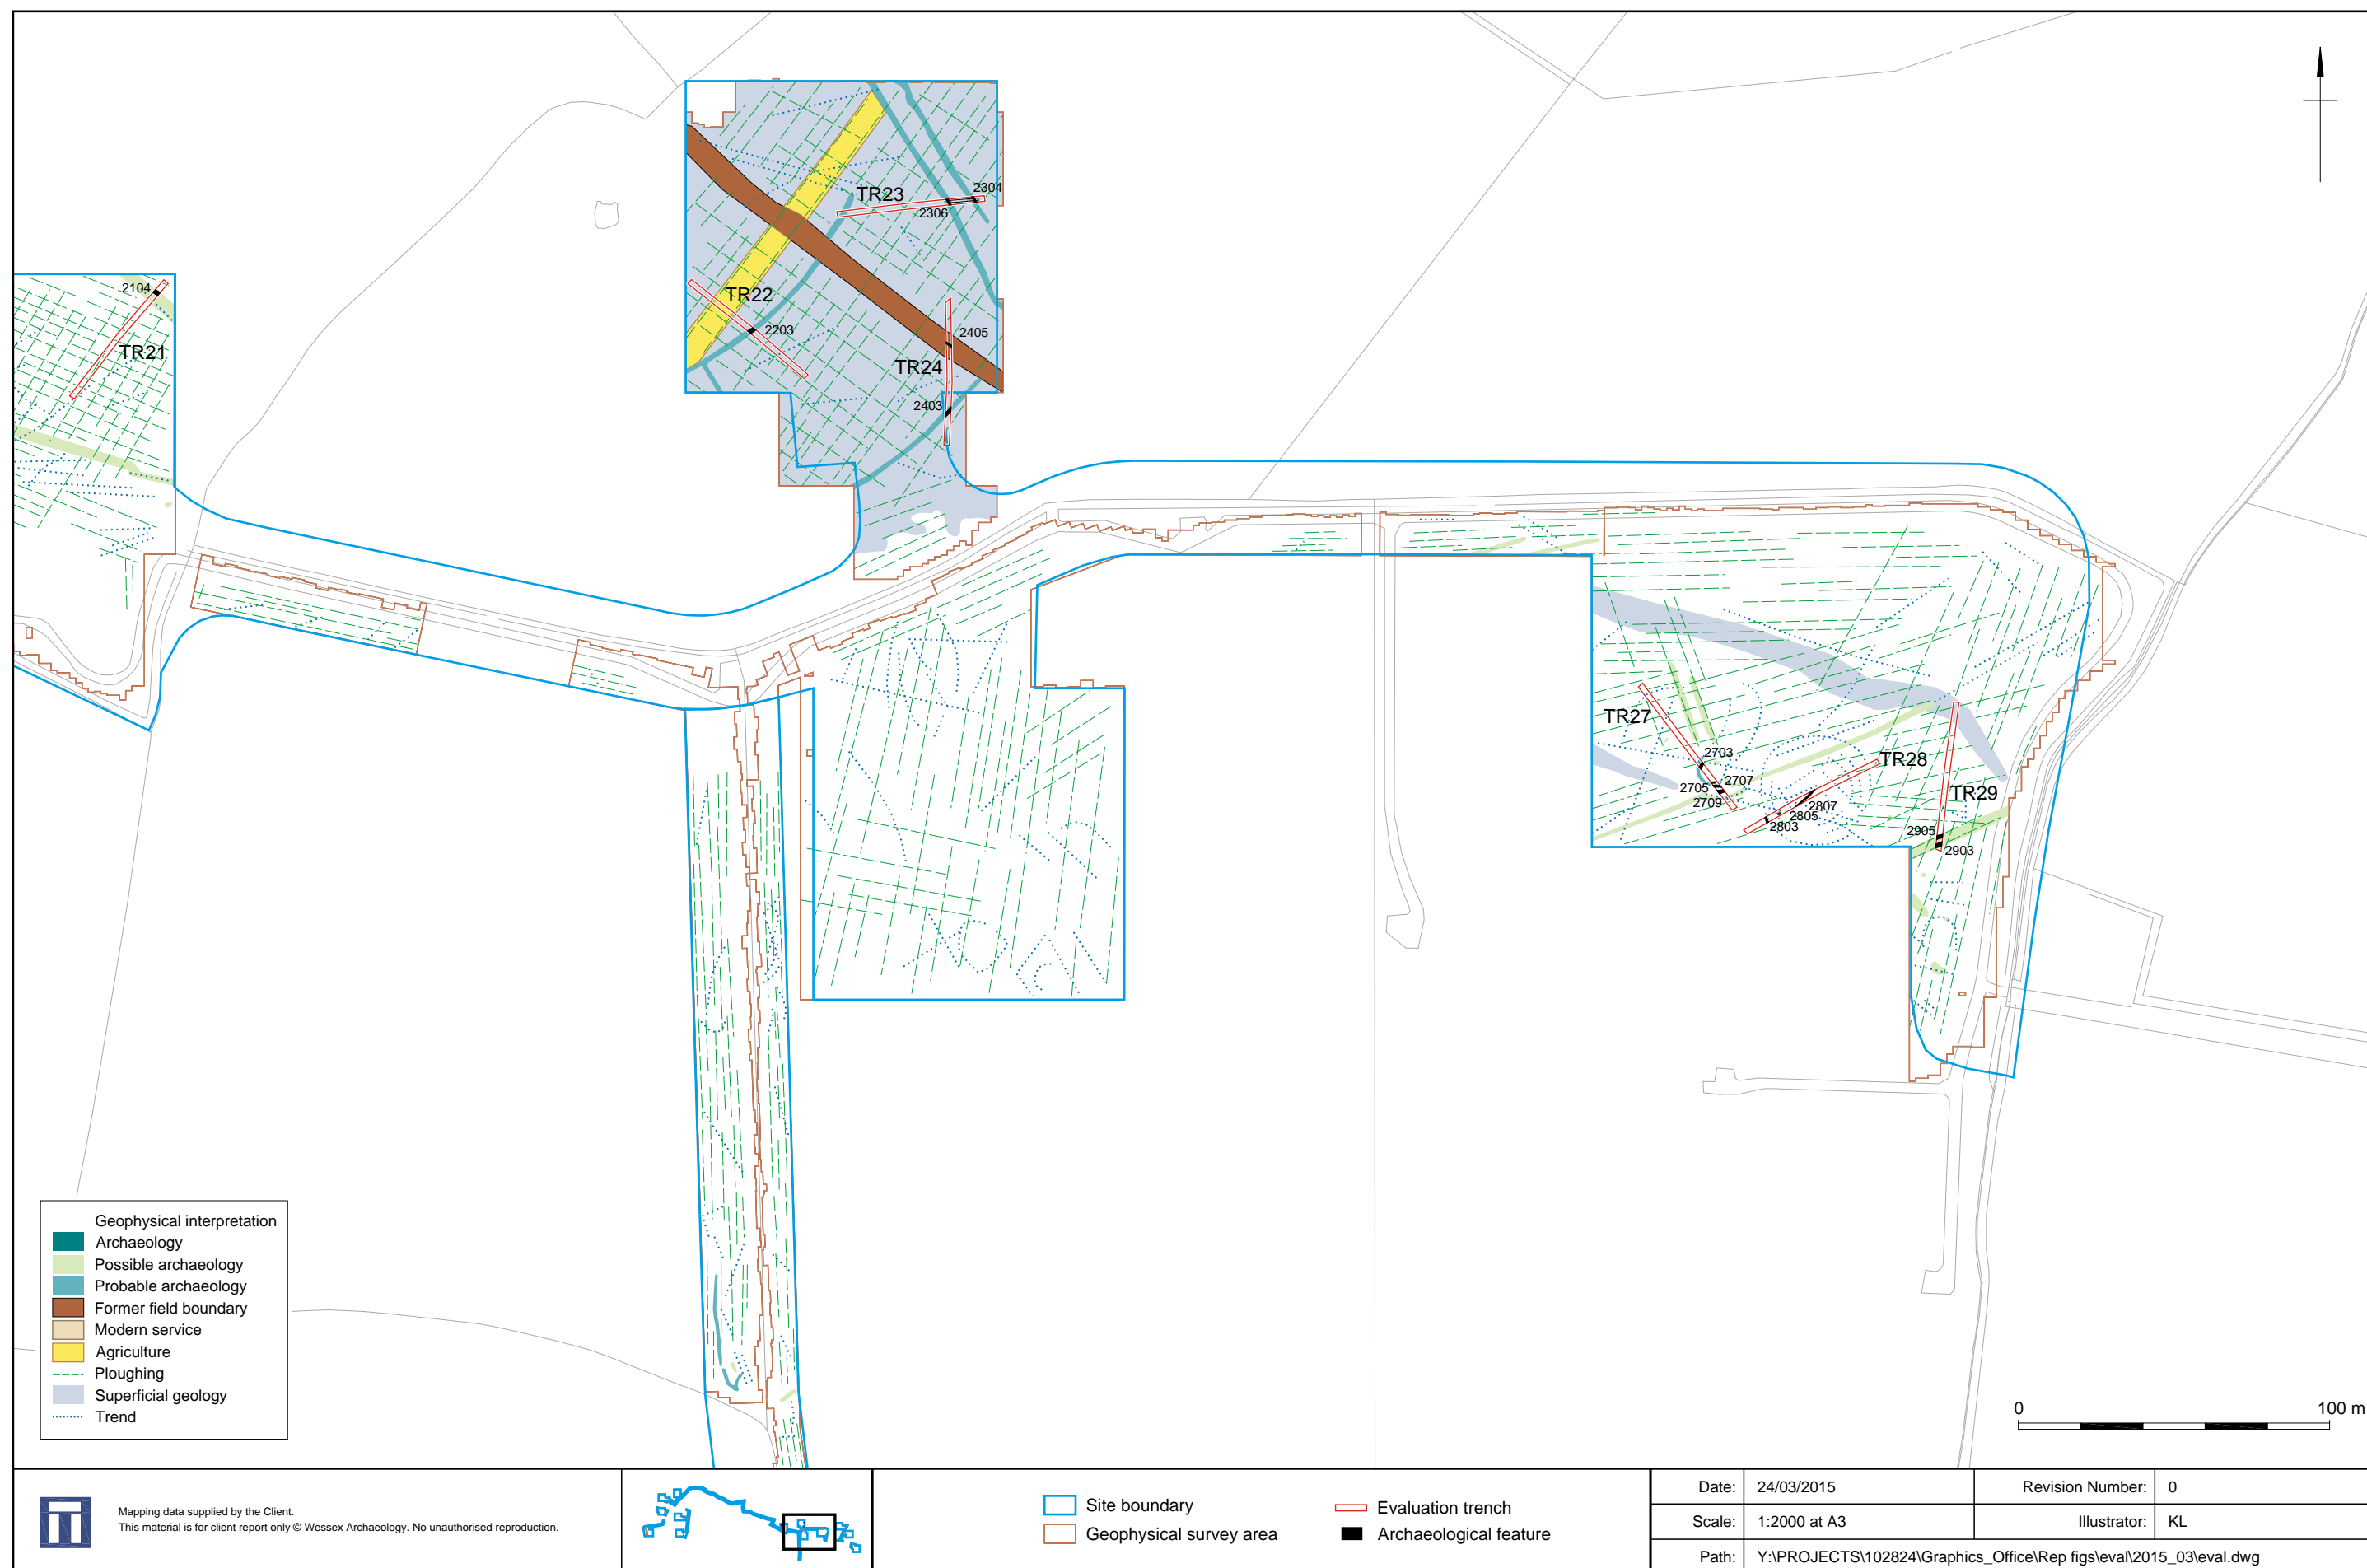 2304
TR23
2306
2104
TR22
2203
2405
TR21
TR24
2403
TR27
2703
TR28
2707
2705
TR29
2709
2807
2805
2803
2905
2903
Geophysical interpretation
Archaeology
Possible archaeology
Probable archaeology
Former field boundary
Modern service
Agriculture
Ploughing
Superficial geology
Trend
0 100 m
Mapping data supplied by the Client.
This material is for client report only © Wessex Archaeology. No unauthorised reproduction.
Site boundary
Geophysical survey area
Evaluation trench
Archaeological feature
Date: 24/03/2015 Revision Number: 0
Scale: 1:2000 at A3 Illustrator: KL
Path: Y:\PROJECTS\102824\Graphics_Office\Rep figs\eval\2015_03\eval.dwg